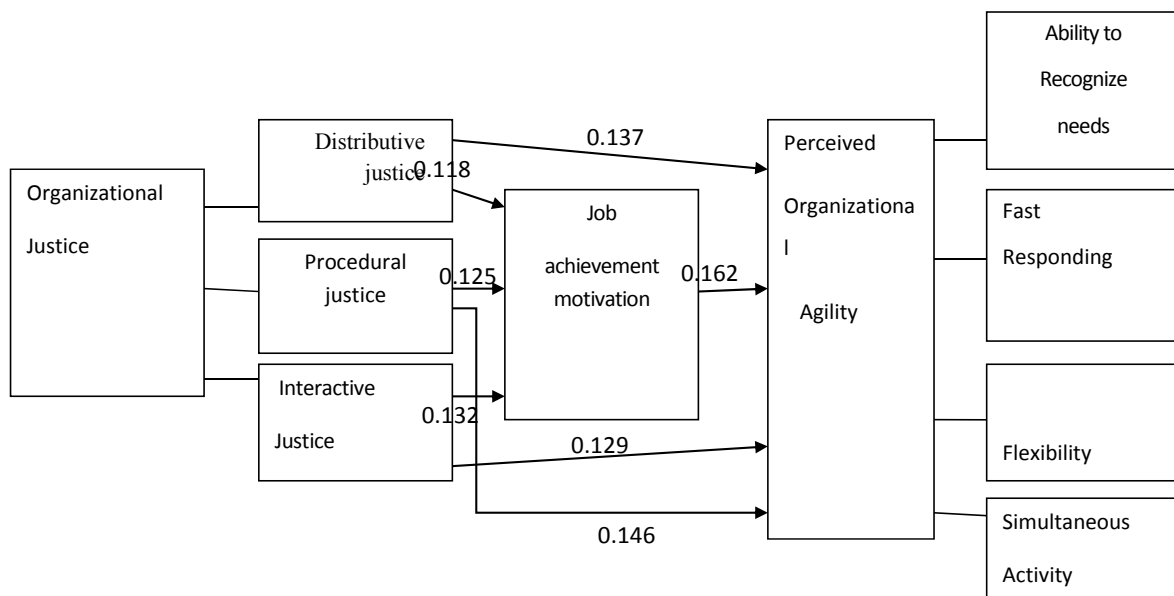 Organizational
Justice
Distributive
justice
Procedural
justice
Interactive
Justice
0.118
0.125
0.132
0.137
Job
achievement
motivation
0.162
0.129
0.146
Perceived
Organizationa
l
Agility
Ability to
Recognize
needs
Fast
Responding
Flexibility
Simultaneous
Activity